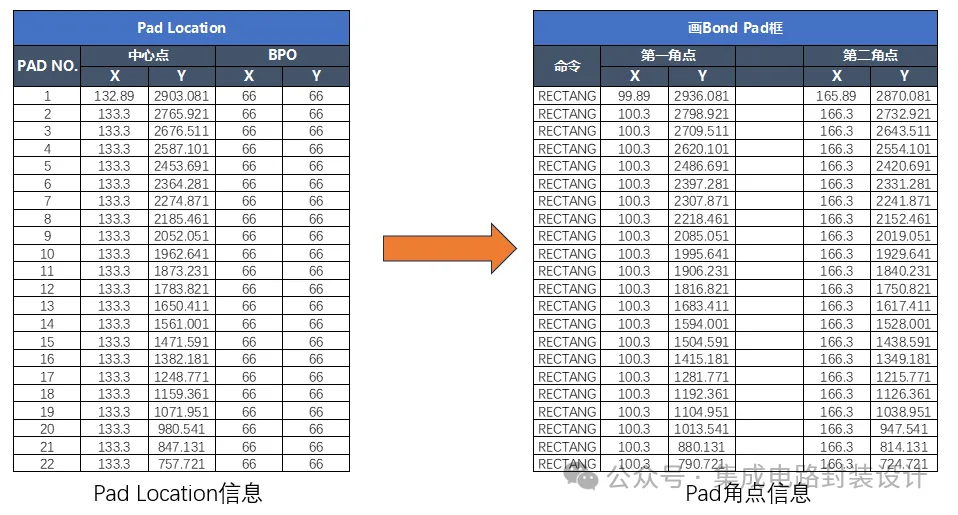 Pad Location
PAD NO. 中心点 BPO
X Y X Y
1 132.89 2903.081 66 66
2 133.3 2765.921 66 66
3 133.3 2676.511 66 66
4 133.3 2587.101 66 66
5 133.3 2453.691 66 66
6 133.3 2364.281 66 66
7 133.3 2274.871 66 66
8 133.3 2185.461 66 66
9 133.3 2052.051 66 66
10 133.3 1962.641 66 66
11 133.3 1873.231 66 66
12 133.3 1783.821 66 66
13 133.3 1650.411 66 66
14 133.3 1561.001 66 66
15 133.3 1471.591 66 66
16 133.3 1382.181 66 66
17 133.3 1248.771 66 66
18 133.3 1159.361 66 66
19 133.3 1071.951 66 66
20 133.3 980.541 66 66
21 133.3 847.131 66 66
22 133.3 757.721 66 66
Pad Location信息
画Bond Pad框
命令 第一角点 第二角点
X Y X Y
RECTANG 99.89 2936.081 165.89 2870.081
RECTANG 100.3 2798.921 166.3 2732.921
RECTANG 100.3 2709.511 166.3 2643.511
RECTANG 100.3 2620.101 166.3 2554.101
RECTANG 100.3 2486.691 166.3 2420.691
RECTANG 100.3 2397.281 166.3 2331.281
RECTANG 100.3 2307.871 166.3 2241.871
RECTANG 100.3 2218.461 166.3 2152.461
RECTANG 100.3 2085.051 166.3 2019.051
RECTANG 100.3 1995.641 166.3 1929.641
RECTANG 100.3 1906.231 166.3 1840.231
RECTANG 100.3 1816.821 166.3 1750.821
RECTANG 100.3 1683.411 166.3 1617.411
RECTANG 100.3 1594.001 166.3 1528.001
RECTANG 100.3 1504.591 166.3 1438.591
RECTANG 100.3 1415.181 166.3 1349.181
RECTANG 100.3 1281.771 166.3 1215.771
RECTANG 100.3 1192.361 166.3 1126.361
RECTANG 100.3 1104.951 166.3 1038.951
RECTANG 100.3 1013.541 166.3 947.541
RECTANG 100.3 880.131 166.3 814.131
RECTANG 100.3 790.721 166.3 724.721
公众号·集成电路封装设计
Pad角点信息